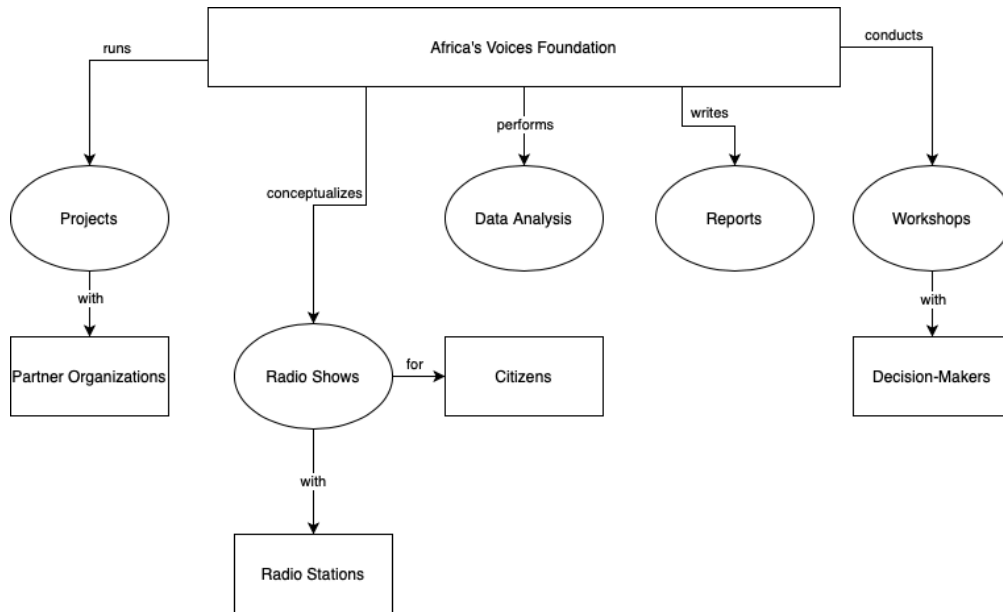 Africa's Voices Foundation
runs
conducts
performs
writes
conceptualizes
Projects
Data Analysis
Reports
Workshops
with
with
Partner Organizations
Radio Shows
for
Citizens
Decision-Makers
with
Radio Stations